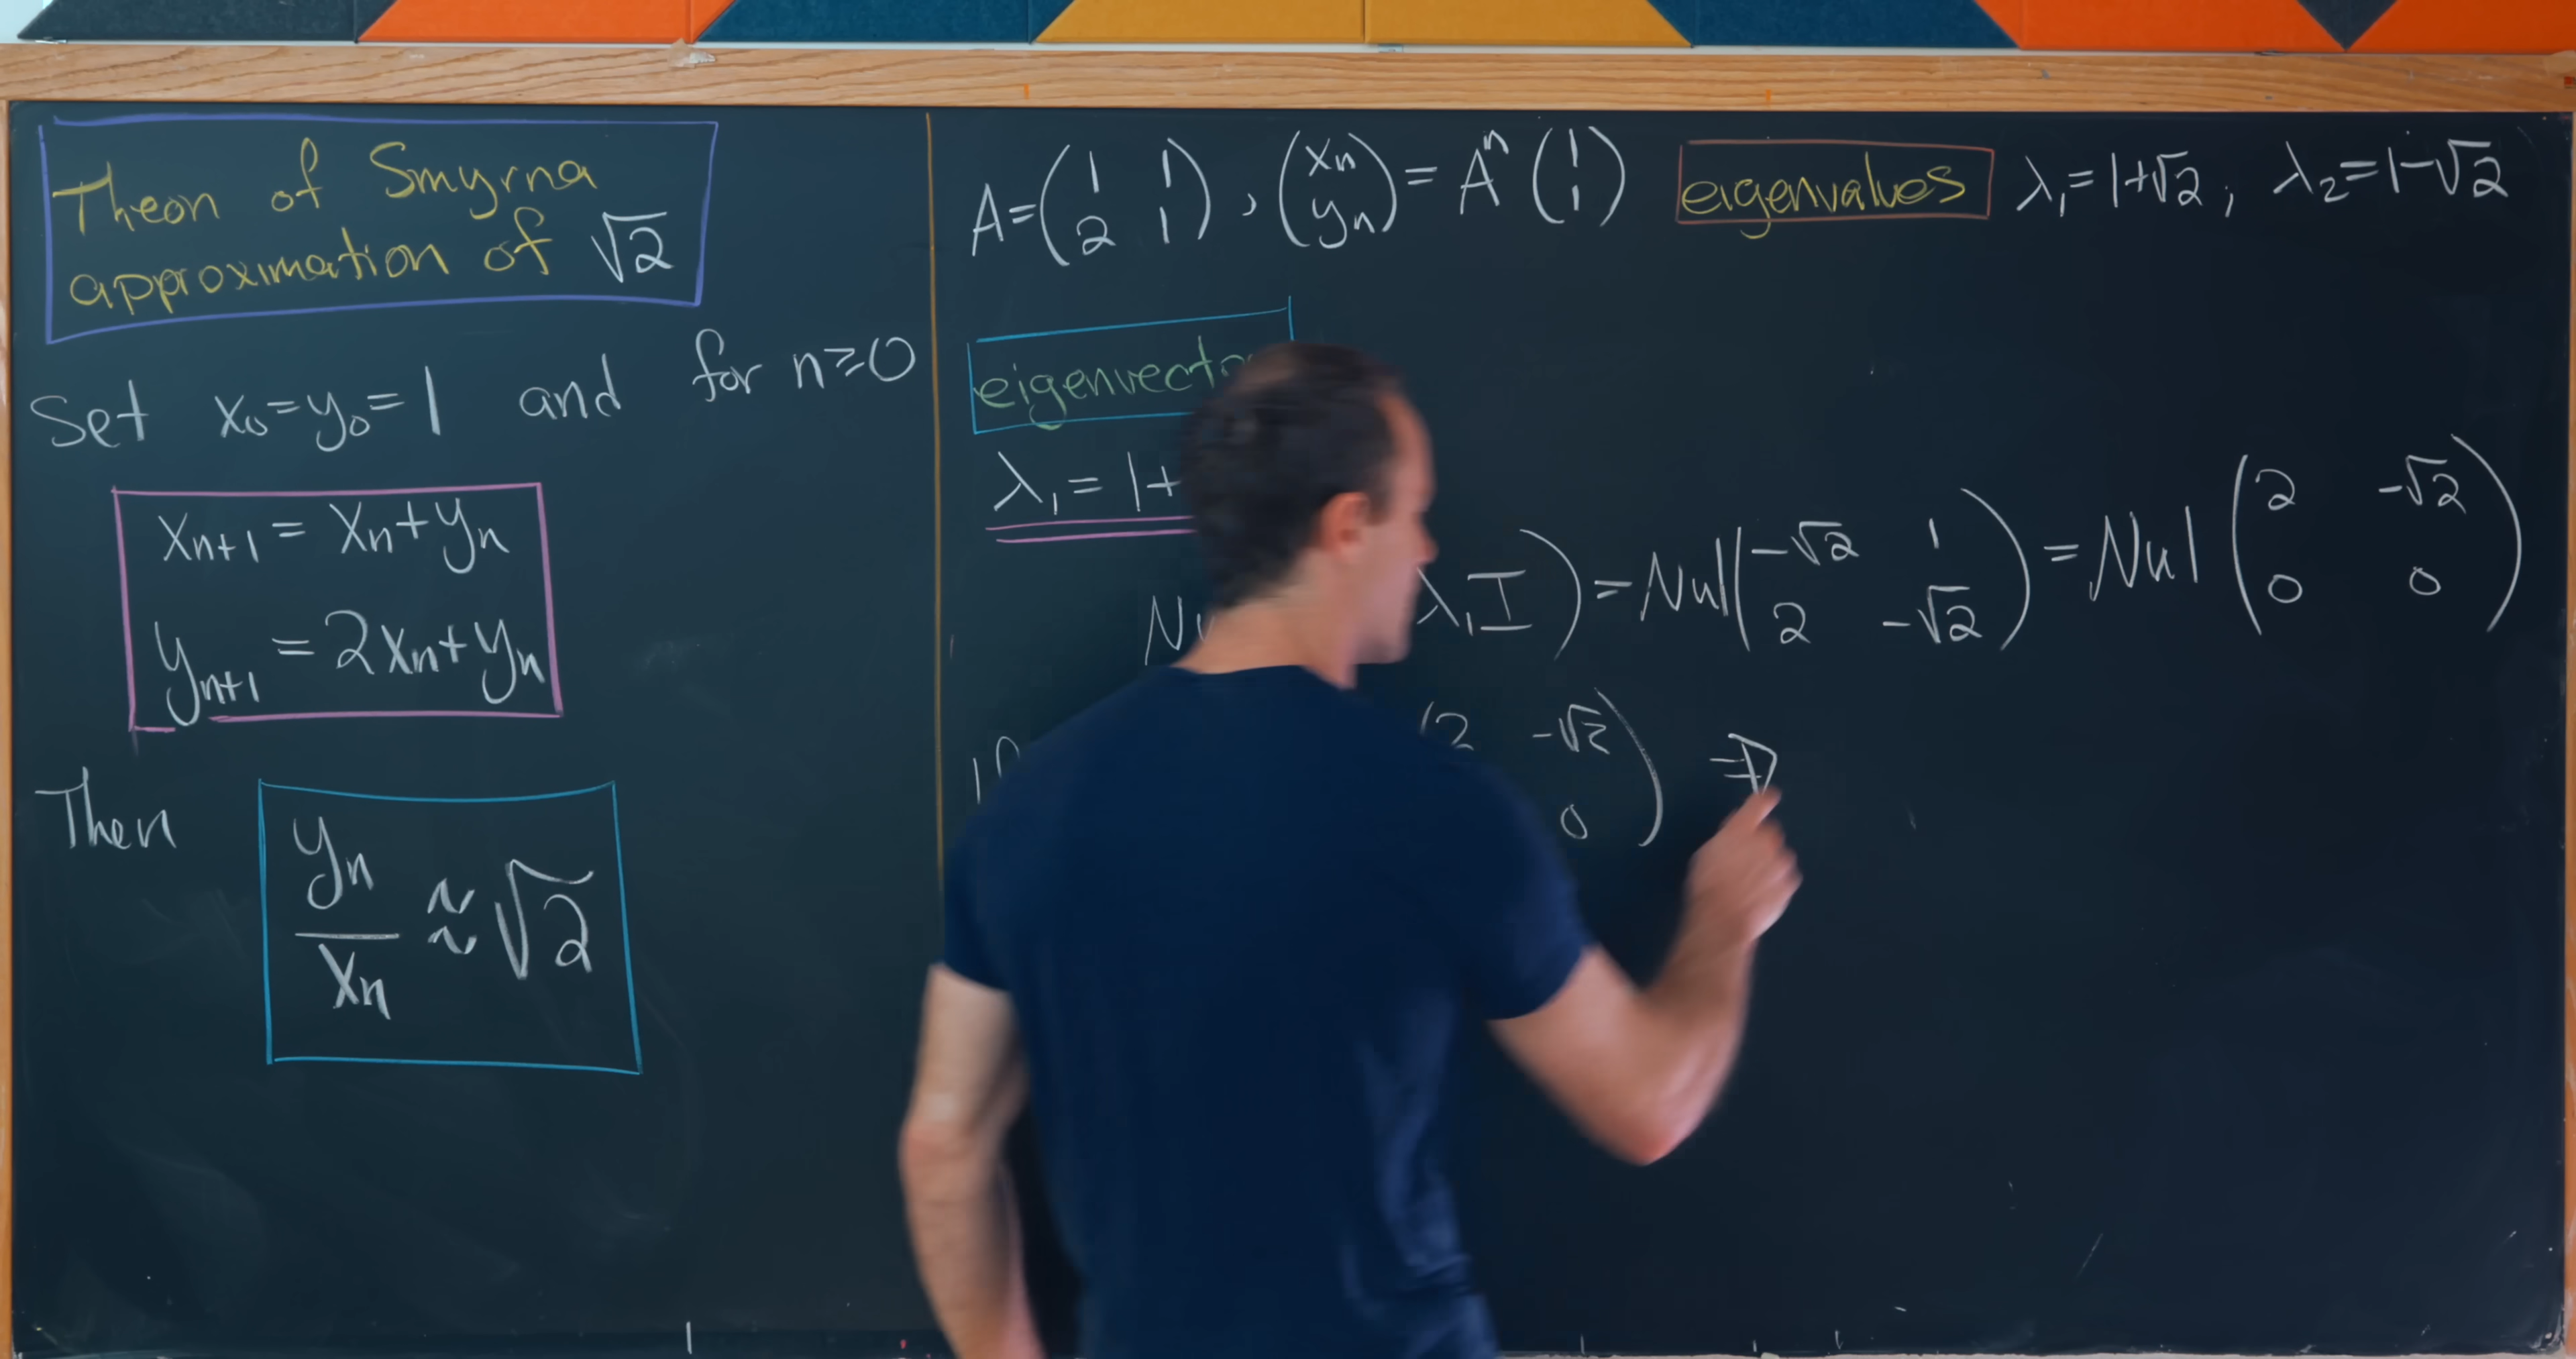 Theon of Smyrna
approximation of √2
Set x₀=y₀=1 and for n≥0
xₙ₊₁ = xₙ+yₙ
yₙ₊₁ = 2xₙ+yₙ
Then yₙ/xₙ ≈ √2
A=(1 1; 2 1), (xₙ; yₙ) = Aⁿ (1; 1) eigenvalues λ₁=1+√2, λ₂=1-√2
λ₁ = 1+
λ₁I) = Nul(-√2 1; 2 -√2) = Nul(2 -√2; 0 0)
(2 -√2; 0) ⇒